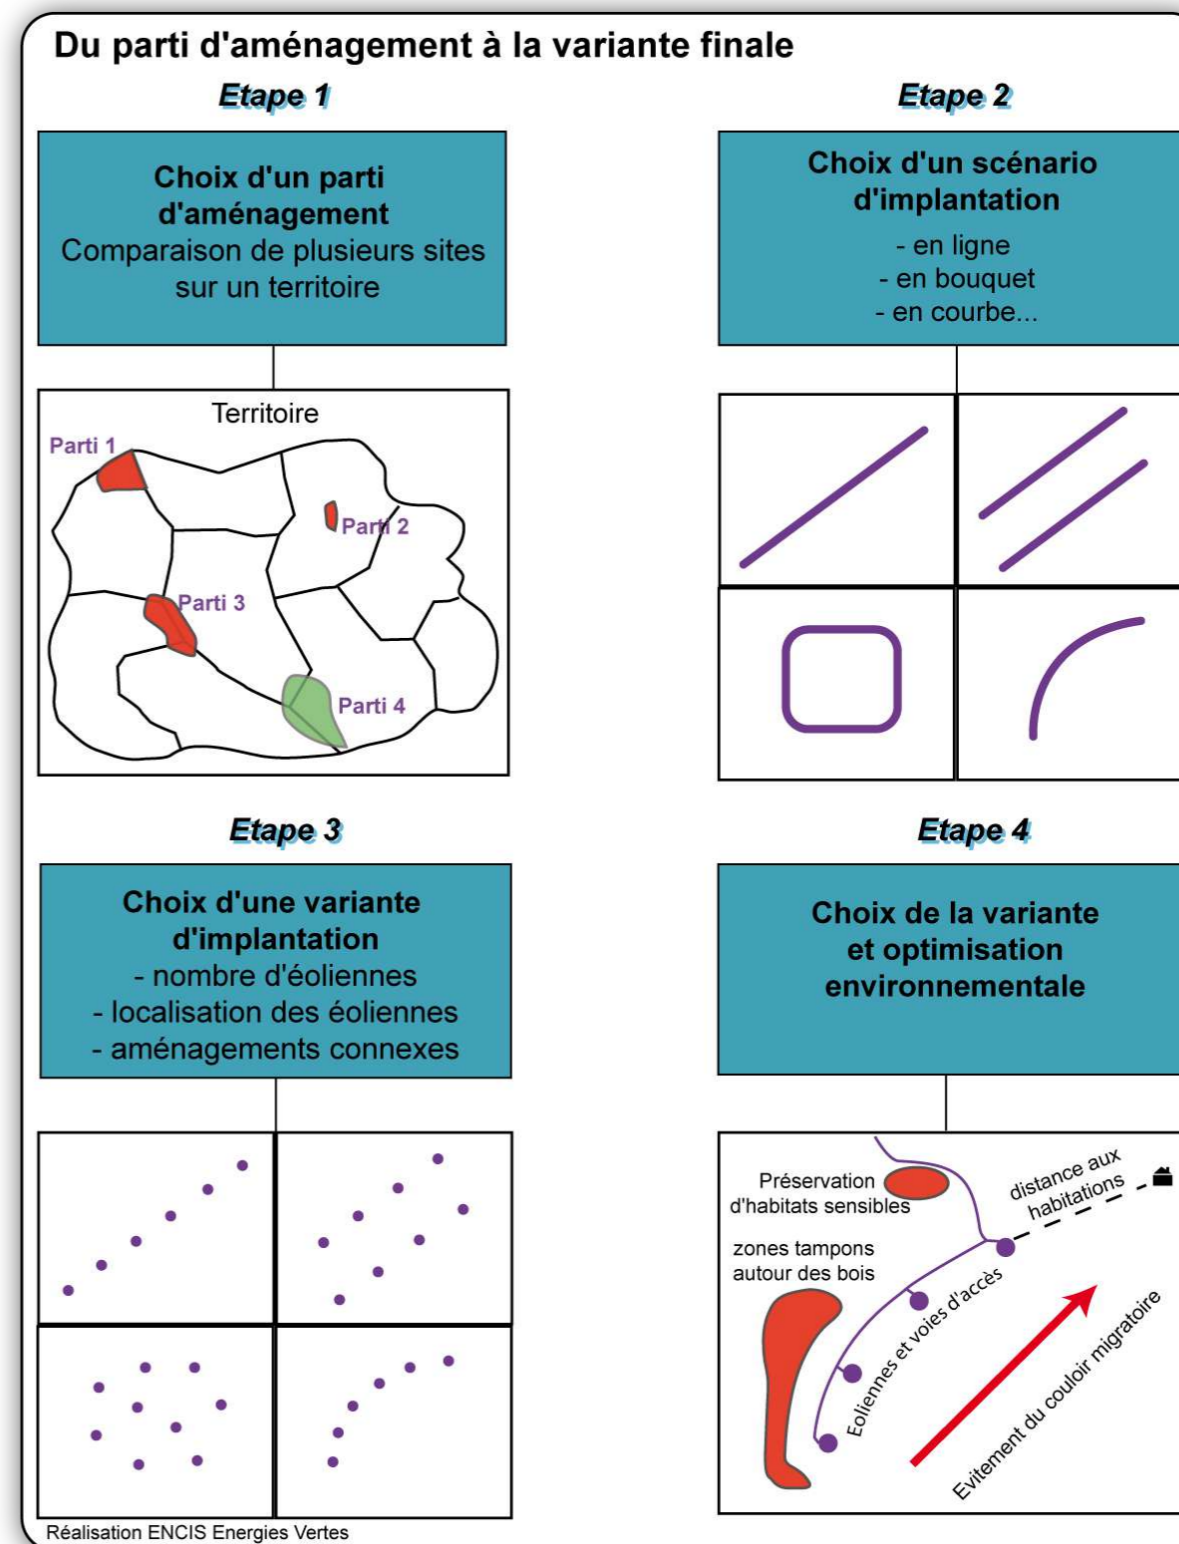 Du parti d'aménagement à la variante finale
Etape 1
Choix d'un parti
d'aménagement
Comparaison de plusieurs sites
sur un territoire
Territoire
Parti 1
Parti 2
Parti 3
Parti 4
Etape 2
Choix d'un scénario
d'implantation
- en ligne
- en bouquet
- en courbe...
Etape 3
Choix d'une variante
d'implantation
- nombre d'éoliennes
- localisation des éoliennes
- aménagements connexes
Etape 4
Choix de la variante
et optimisation
environnementale
Préservation
d'habitats sensibles
distance aux
habitations
zones tampons
autour des bois
Eoliennes et voies d'accès
Evitement du couloir migratoire
Réalisation ENCIS Energies Vertes